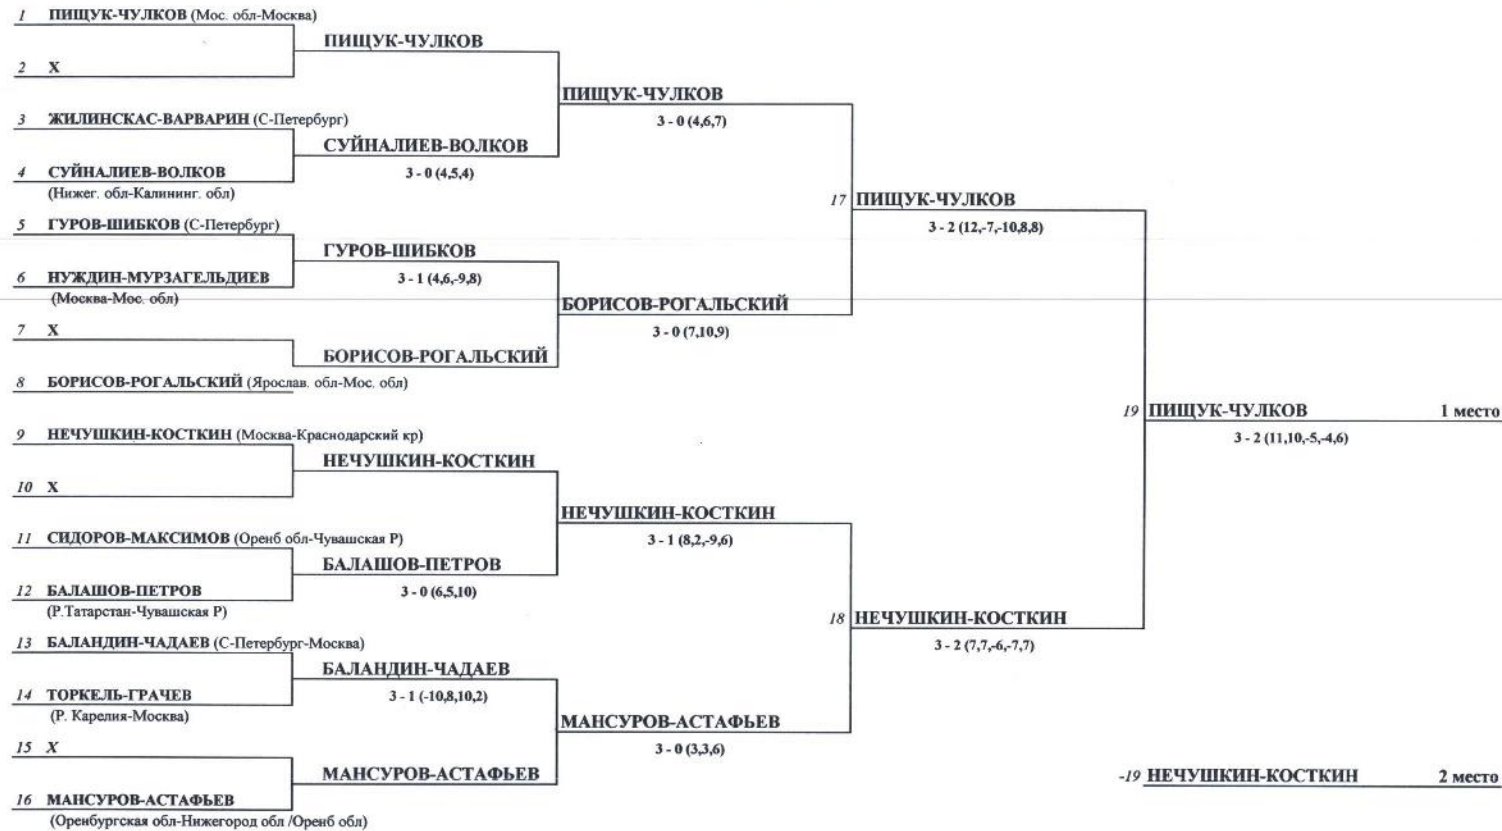 1 ПИЩУК-ЧУЛКОВ (Мос. обл-Москва)
ПИЩУК-ЧУЛКОВ
2 X
ПИЩУК-ЧУЛКОВ
3 - 0 (4,6,7)
3 ЖИЛИНСКАС-ВАРВАРИН (С-Петербург)
СУЙНАЛИЕВ-ВОЛКОВ
3 - 0 (4,5,4)
4 СУЙНАЛИЕВ-ВОЛКОВ
(Нижег. обл-Калининг. обл)
17 ПИЩУК-ЧУЛКОВ
3 - 2 (12,-7,-10,8,8)
5 ГУРОВ-ШИБКОВ (С-Петербург)
ГУРОВ-ШИБКОВ
3 - 1 (4,6,-9,8)
6 НУЖДИН-МУРЗАГЕЛЬДИЕВ
(Москва-Мос. обл)
БОРИСОВ-РОГАЛЬСКИЙ
3 - 0 (7,10,9)
7 X
БОРИСОВ-РОГАЛЬСКИЙ
8 БОРИСОВ-РОГАЛЬСКИЙ (Ярослав. обл-Мос. обл)
19 ПИЩУК-ЧУЛКОВ 1 место
3 - 2 (11,10,-5,-4,6)
9 НЕЧУШКИН-КОСТКИН (Москва-Краснодарский кр)
НЕЧУШКИН-КОСТКИН
10 X
НЕЧУШКИН-КОСТКИН
3 - 1 (8,2,-9,6)
11 СИДОРОВ-МАКСИМОВ (Оренб обл-Чувашская Р)
БАЛАШОВ-ПЕТРОВ
3 - 0 (6,5,10)
12 БАЛАШОВ-ПЕТРОВ
(Р.Татарстан-Чувашская Р)
18 НЕЧУШКИН-КОСТКИН
3 - 2 (7,7,-6,-7,7)
13 БАЛАНДИН-ЧАДАЕВ (С-Петербург-Москва)
БАЛАНДИН-ЧАДАЕВ
3 - 1 (-10,8,10,2)
14 ТОРКЕЛЬ-ГРАЧЕВ
(Р. Карелия-Москва)
МАНСУРОВ-АСТАФЬЕВ
3 - 0 (3,3,6)
15 X
МАНСУРОВ-АСТАФЬЕВ
-19 НЕЧУШКИН-КОСТКИН 2 место
16 МАНСУРОВ-АСТАФЬЕВ
(Оренбургская обл-Нижегород обл /Оренб обл)